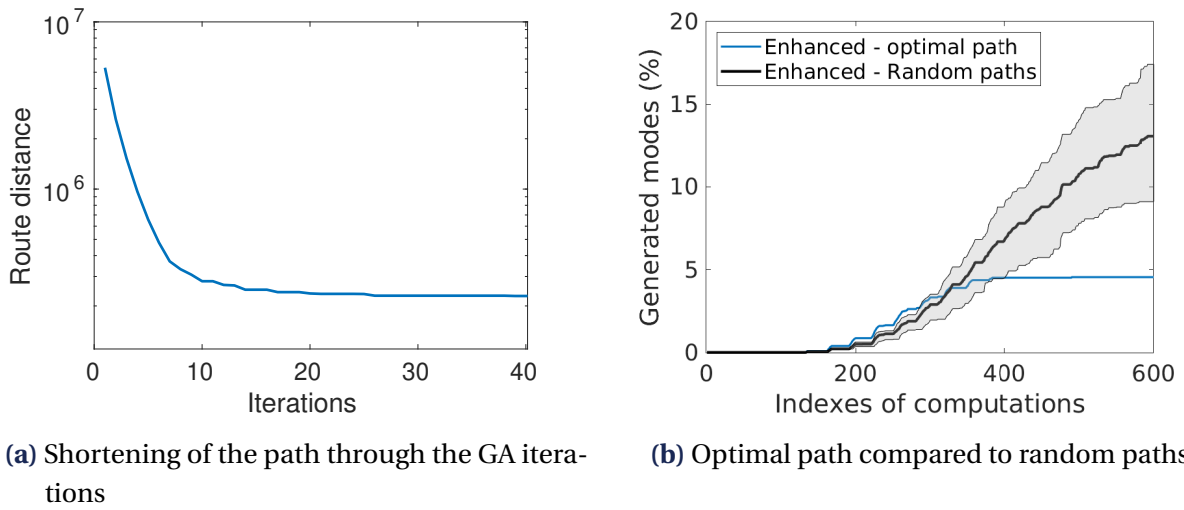 10^7
10^6
Route distance
0
10
20
30
40
Iterations
(a) Shortening of the path through the GA itera-
tions
20
15
10
5
0
Generated modes (%)
Enhanced - optimal path
Enhanced - Random paths
0
200
400
600
Indexes of computations
(b) Optimal path compared to random paths